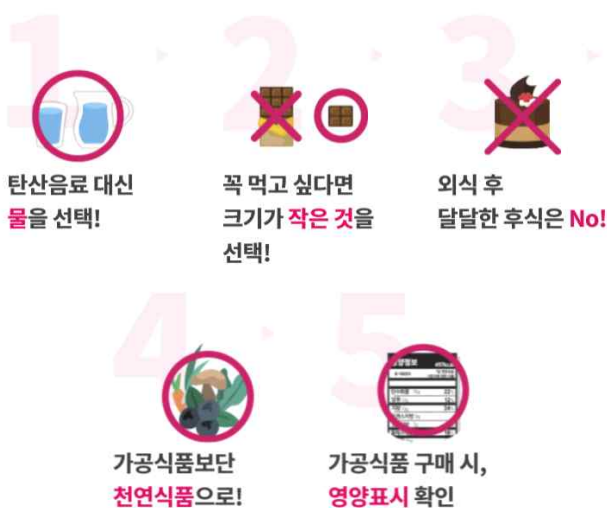 1
2
3
탄산음료 대신
물을 선택!
꼭 먹고 싶다면
크기가 작은 것을
선택!
외식 후
달달한 후식은 No!
4
5
가공식품보단
천연식품으로!
가공식품 구매 시,
영양표시 확인